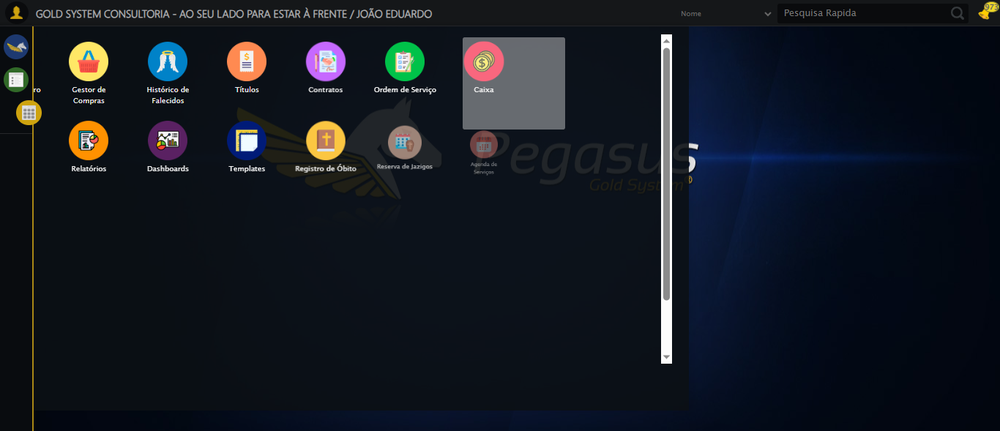 GOLD SYSTEM CONSULTORIA - AO SEU LADO PARA ESTAR À FRENTE / JOÃO EDUARDO
Nome
Pesquisa Rapida
973
ro
Gestor de
Compras
Histórico de
Falecidos
Títulos
Contratos
Ordem de Serviço
Caixa
Relatórios
Dashboards
Templates
Registro de Óbito
Reserva de Jazigos
Agenda de
Serviços
Pegasus
Gold System®